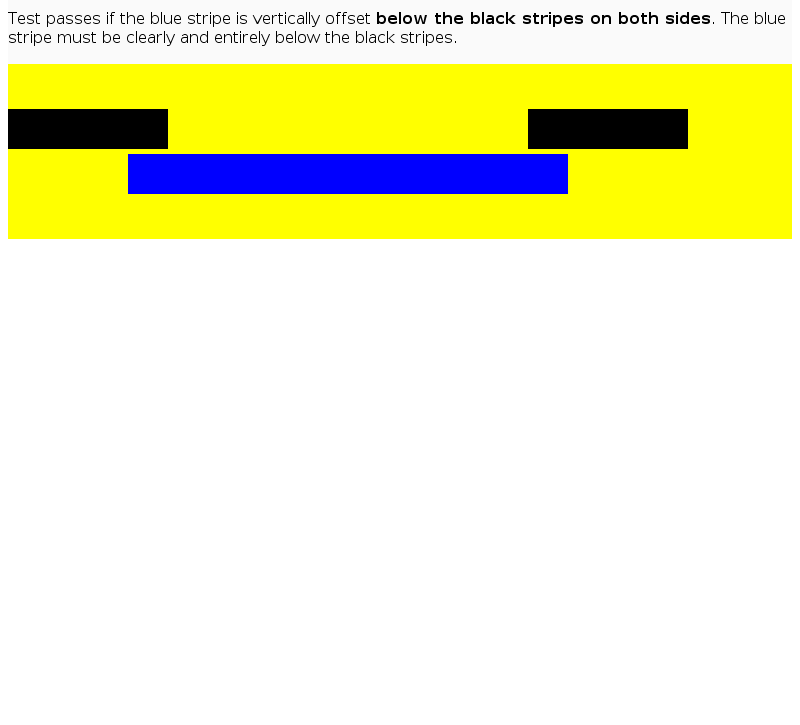 Test passes if the blue stripe is vertically offset below the black stripes on both sides. The blue
stripe must be clearly and entirely below the black stripes.